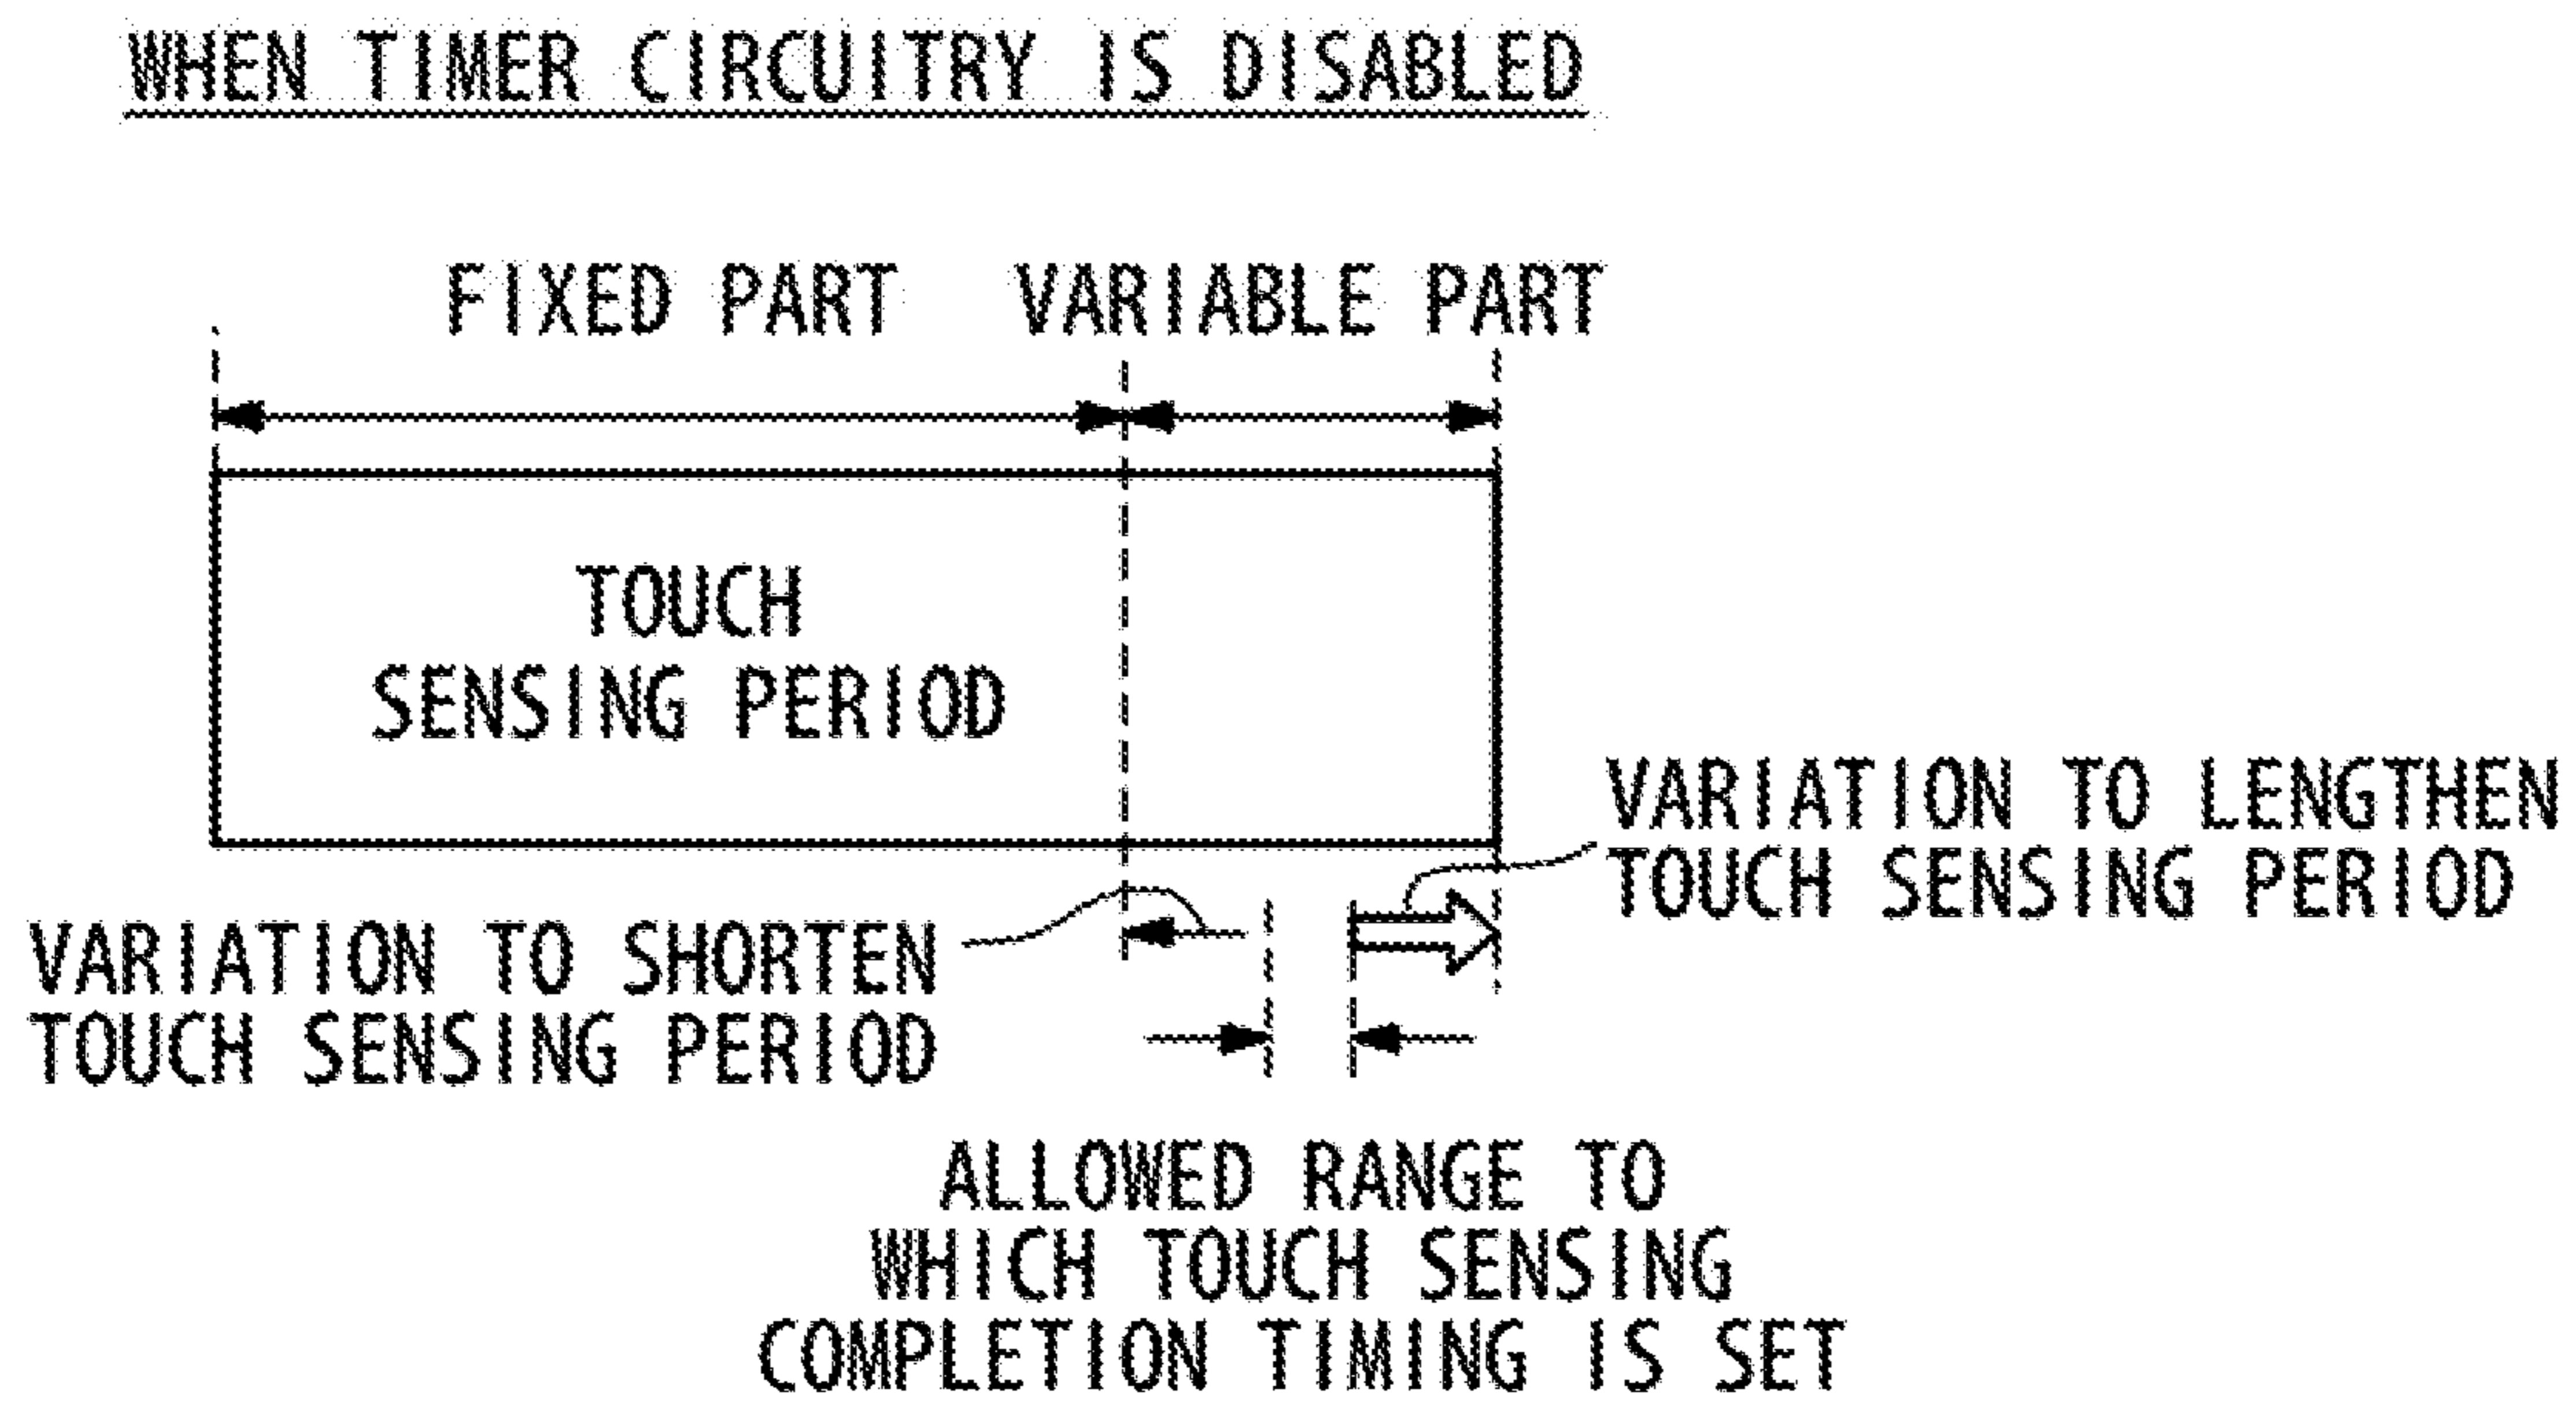 WHEN TIMER CIRCUITRY IS DISABLED
FIXED PART
VARIABLE PART
TOUCH
SENSING PERIOD
VARIATION TO LENGTHEN
TOUCH SENSING PERIOD
VARIATION TO SHORTEN
TOUCH SENSING PERIOD
ALLOWED RANGE TO
WHICH TOUCH SENSING
COMPLETION TIMING IS SET